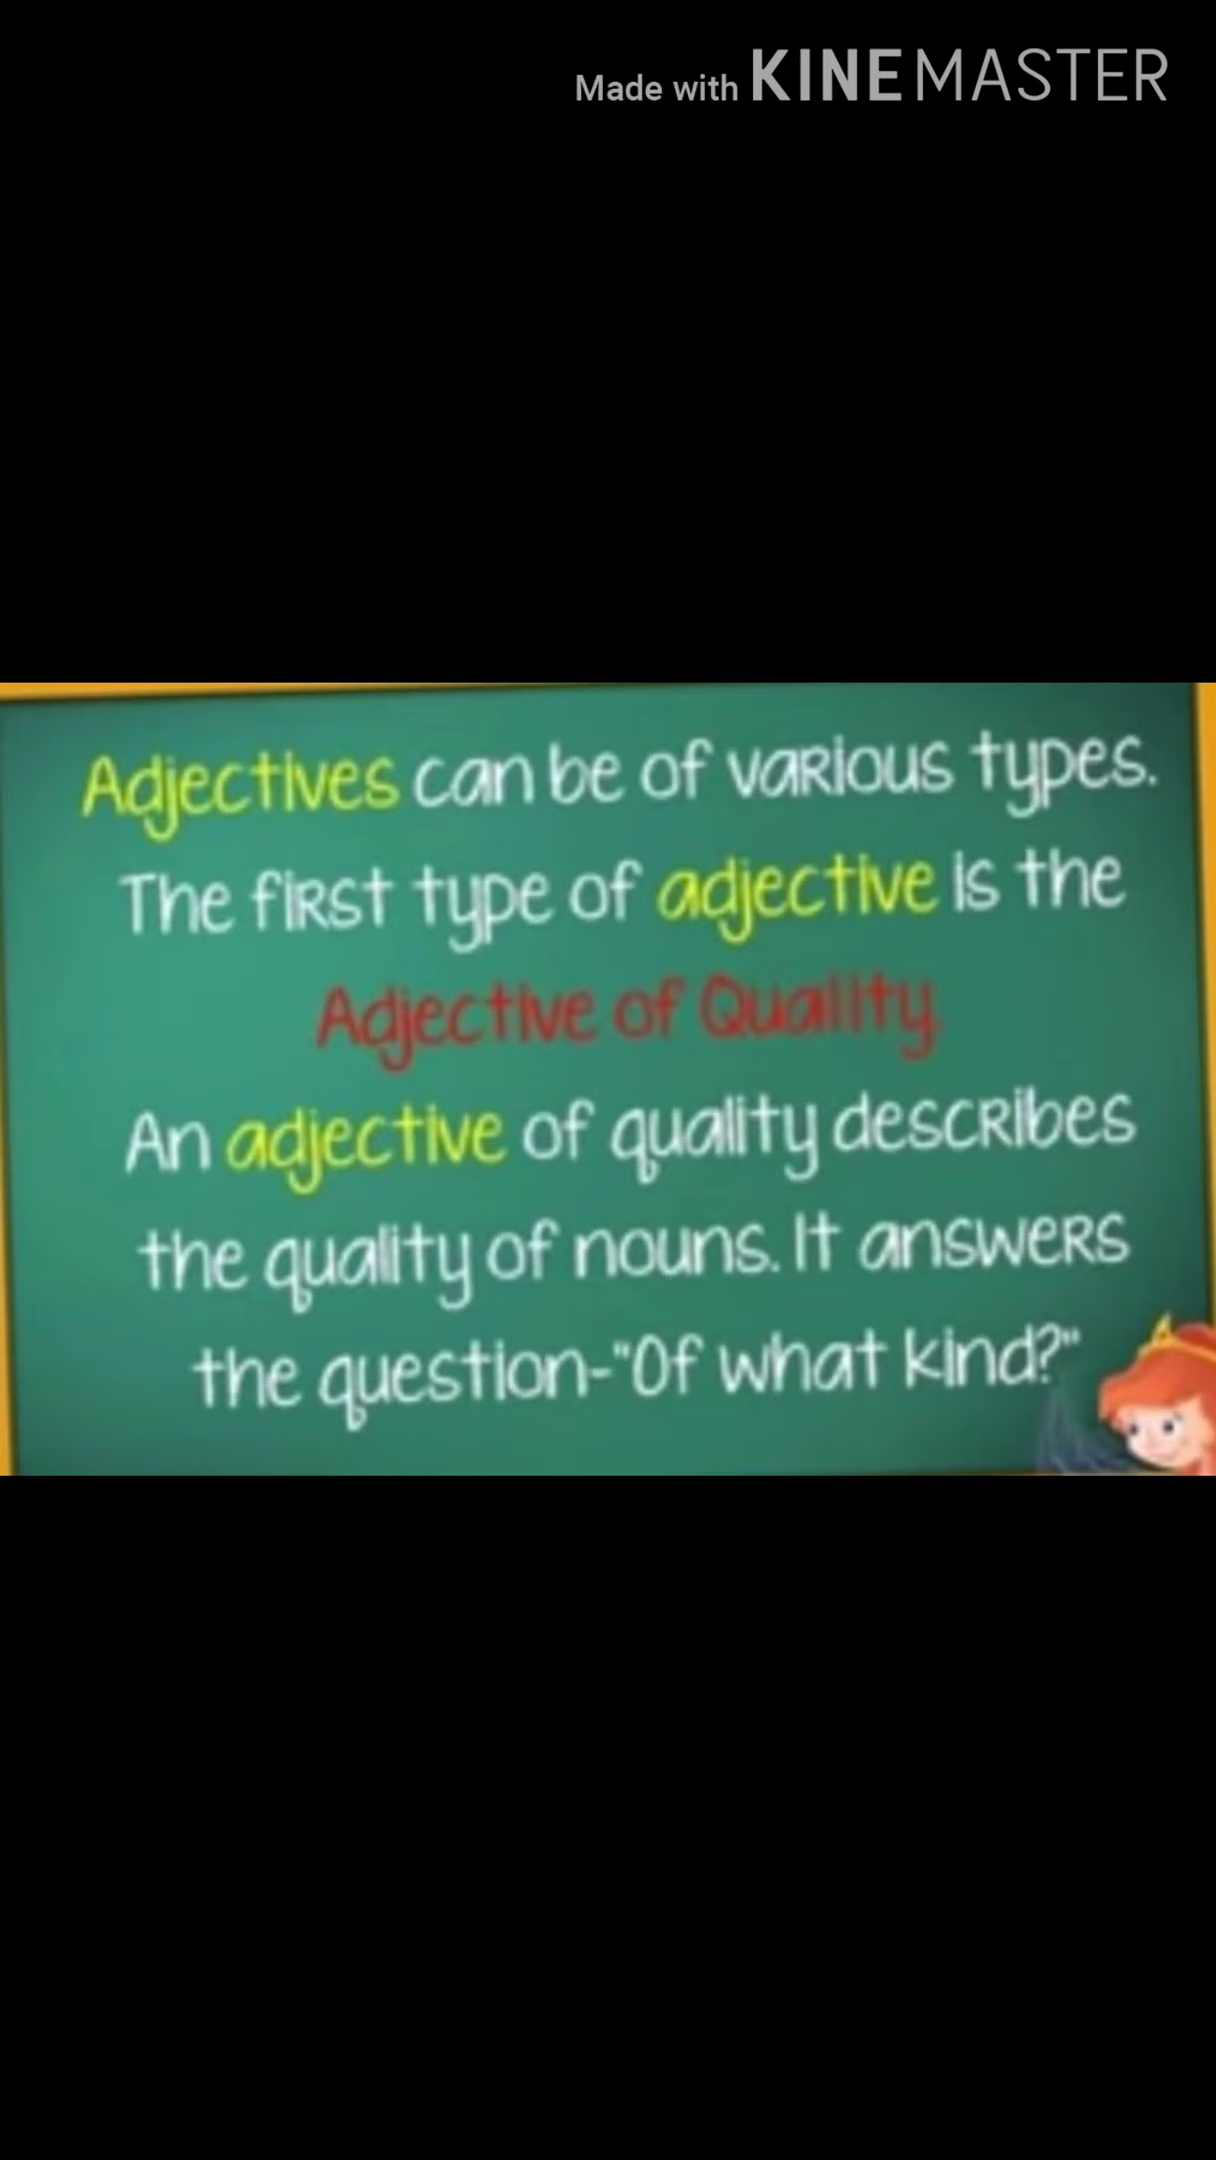 Made with KINEMASTER
Adjectives can be of various types.
The first type of adjective is the
Adjective of Quality.
An adjective of quality describes
the quality of nouns. It answers
the question-"Of what kind?"